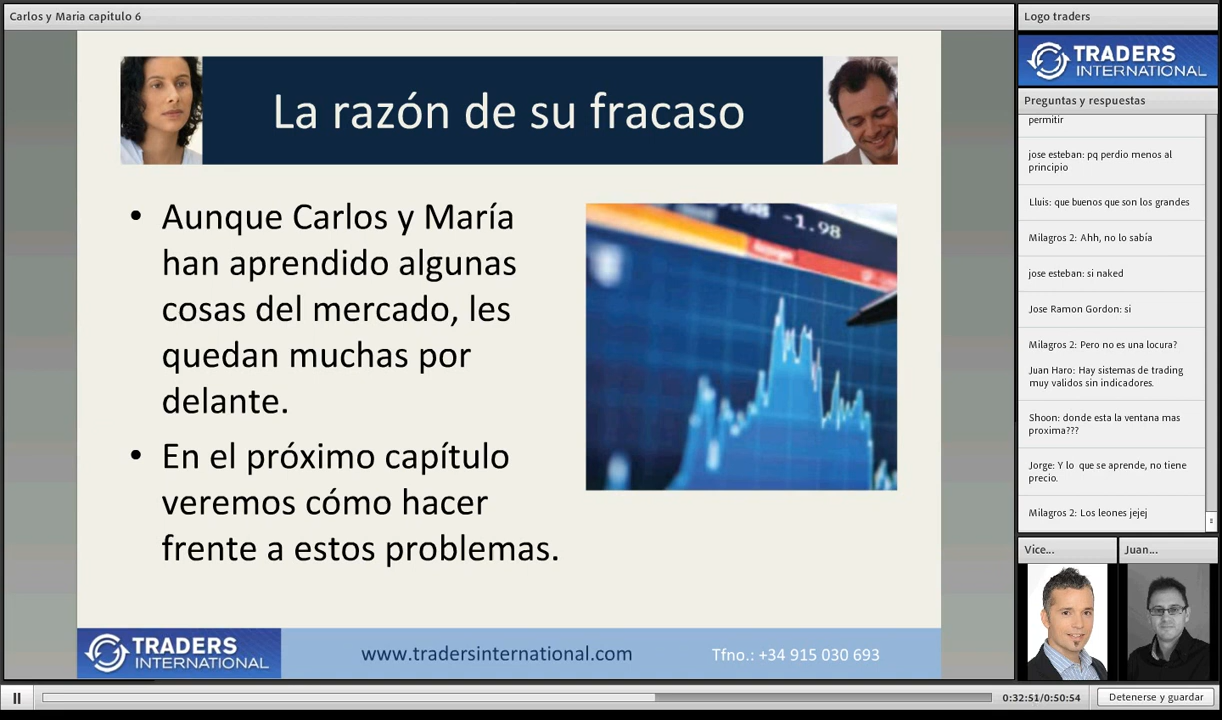 Carlos y Maria capitulo 6
La razón de su fracaso
• Aunque Carlos y María
han aprendido algunas
cosas del mercado, les
quedan muchas por
delante.
• En el próximo capítulo
veremos cómo hacer
frente a estos problemas.
-1.98
TRADERS
INTERNATIONAL
www.tradersinternational.com
Tfno.: +34 915 030 693
Logo traders
TRADERS
INTERNATIONAL
Preguntas y respuestas
permitir
jose esteban: pq perdio menos al
principio
Lluis: que buenos que son los grandes
Milagros 2: Ahh, no lo sabía
jose esteban: si naked
Jose Ramon Gordon: si
Milagros 2: Pero no es una locura?
Juan Haro: Hay sistemas de trading
muy validos sin indicadores.
Shoon: donde esta la ventana mas
proxima???
Jorge: Y lo que se aprende, no tiene
precio.
Milagros 2: Los leones jejej
Vice...
Juan...
0:32:51/0:50:54
Detenerse y guardar